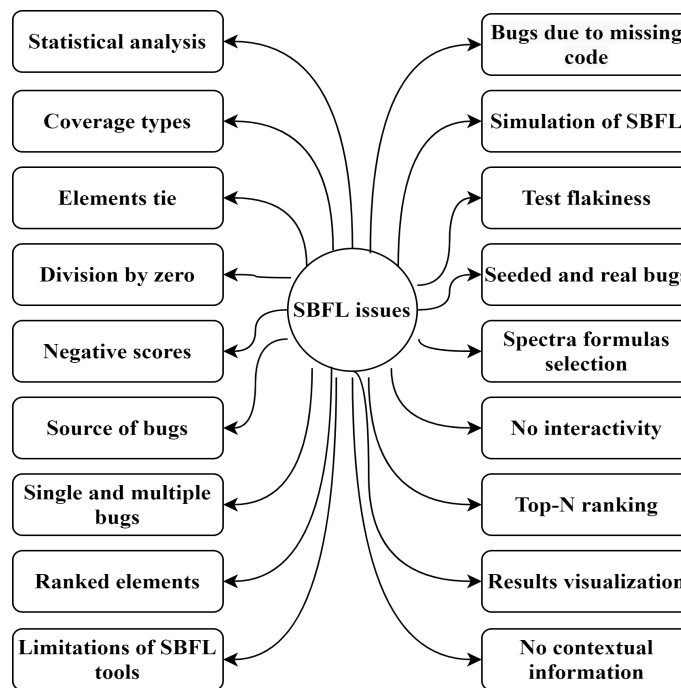 Statistical analysis
Coverage types
Elements tie
Division by zero
Negative scores
Source of bugs
Single and multiple
bugs
Ranked elements
Limitations of SBFL
tools
SBFL issues
Bugs due to missing
code
Simulation of SBFL
Test flakiness
Seeded and real bugs
Spectra formulas
selection
No interactivity
Top-N ranking
Results visualization
No contextual
information